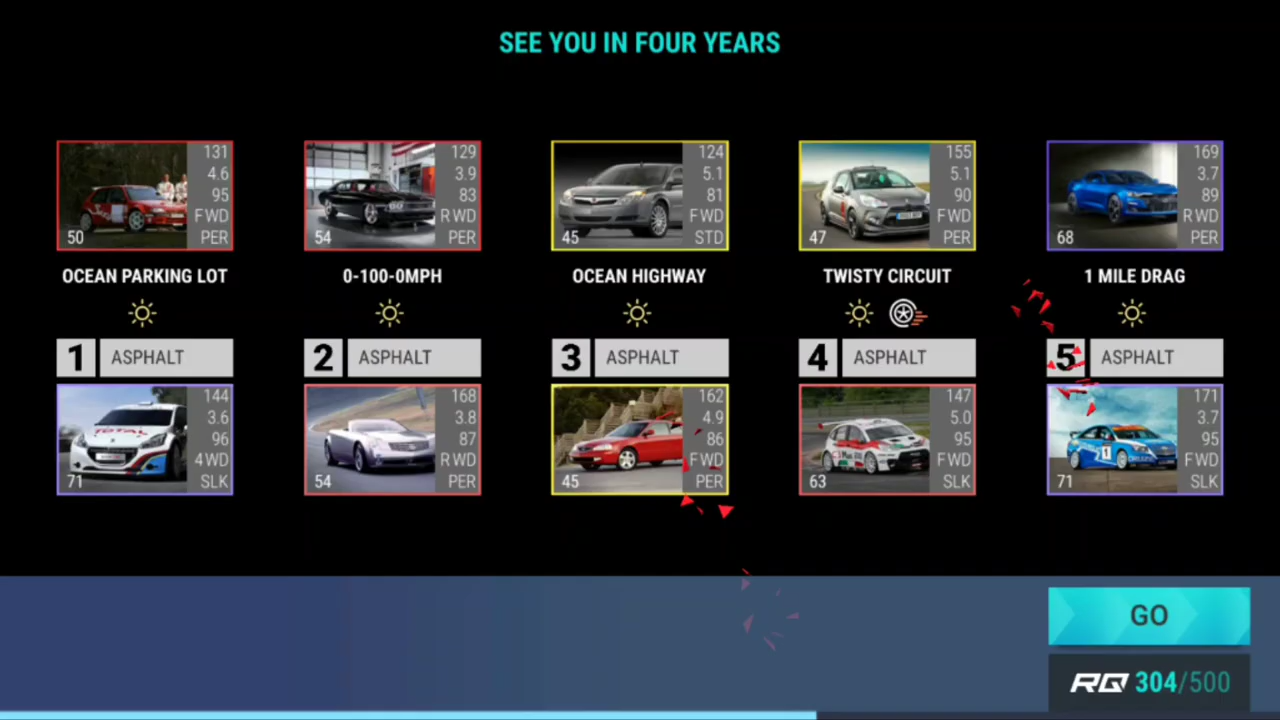 SEE YOU IN FOUR YEARS
131
4.6
95
FWD
PER
50
129
3.9
83
RWD
PER
54
124
5.1
81
FWD
STD
45
155
5.1
90
FWD
PER
47
169
3.7
89
RWD
PER
68
OCEAN PARKING LOT
0-100-0MPH
OCEAN HIGHWAY
TWISTY CIRCUIT
1 MILE DRAG
1 ASPHALT
2 ASPHALT
3 ASPHALT
4 ASPHALT
5 ASPHALT
144
3.6
96
4WD
SLK
TOTAL
71
168
3.8
87
RWD
PER
54
162
4.9
86
FWD
PER
45
147
5.0
95
FWD
SLK
63
171
3.7
95
FWD
SLK
1
71
GO
RQ 304/500